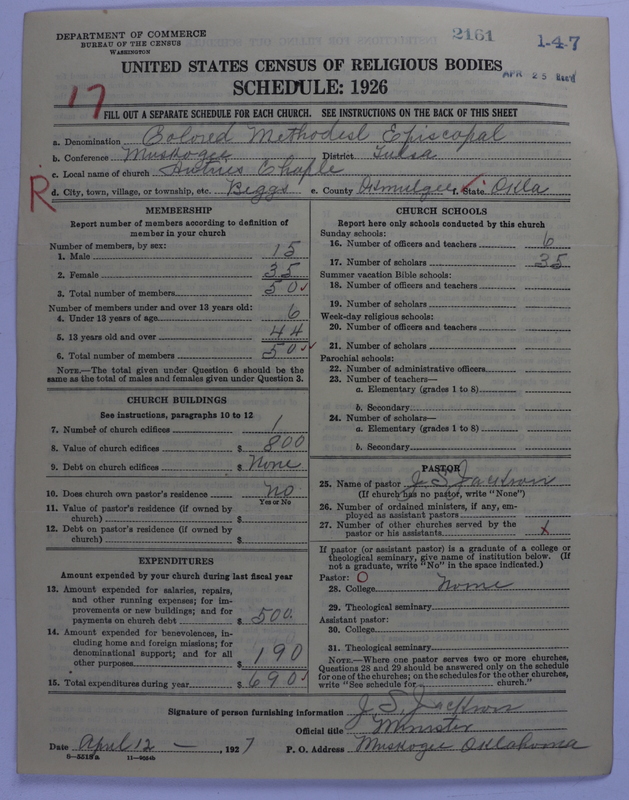 DEPARTMENT OF COMMERCE
BUREAU OF THE CENSUS
WASHINGTON
2161
1-4-7
UNITED STATES CENSUS OF RELIGIOUS BODIES
APR 25
SCHEDULE: 1926
17
FILL OUT A SEPARATE SCHEDULE FOR EACH CHURCH. SEE INSTRUCTIONS ON THE BACK OF THIS SHEET
a. Denomination Colored Methodest Episcopal
b. Conference Muskogee District Tulsa
c. Local name of church Chaple
R
d. City, town, village, or township, etc. Beggs e. County Okmulgee f. State Okla
MEMBERSHIP
Report number of members according to definition of member in your church
Number of members, by sex:
1. Male 15
2. Female 35
3. Total number of members 50
Number of members under and over 13 years old:
4. Under 13 years of age 6
5. 13 years old and over 44
6. Total number of members 50
NOTE.—The total given under Question 6 should be
same as the total of males and females given under Question 3.
CHURCH BUILDINGS
See instructions, paragraphs 10 to 12
7. Number of church edifices 1
8. Value of church edifices $ 800
9. Debt on church edifices $ None
10. Does church own pastor's residence no
Yes or No
11. Value of pastor's residence (if owned by
church) $
12. Debt on pastor's residence (if owned by
church) $
EXPENDITURES
Amount expended by your church during last fiscal year
13. Amount expended for salaries, repairs,
and other running expenses; for im-
provements or new buildings; and for
payments on church debt $ 500
14. Amount expended for benevolences, in-
cluding home and foreign missions; for
denominational support; and for all
other purposes $ 190
15. Total expenditures during year $ 690
CHURCH SCHOOLS
Report here only schools conducted by this church
Sunday schools:
16. Number of officers and teachers 6
17. Number of scholars 35
Summer vacation Bible schools:
18. Number of officers and teachers
19. Number of scholars
Week-day religious schools:
20. Number of officers and teachers
21. Number of scholars
Parochial schools:
22. Number of administrative officers
23. Number of teachers—
a. Elementary (grades 1 to 8)
b. Secondary
24. Number of scholars—
a. Elementary (grades 1 to 8)
b. Secondary
PASTOR
25. Name of pastor J. S. Jackson
(If church has no pastor, write "None")
26. Number of ordained ministers, if any, em-
ployed as assistant pastors
27. Number of other churches served by the
pastor or his assistants x
If pastor (or assistant pastor) is a graduate of a college or
theological seminary, give name of institution below. (If
not a graduate, write "No" in the space indicated.)
Pastor: O
28. College None
29. Theological seminary
Assistant pastor:
30. College
31. Theological seminary
NOTE.—Where one pastor serves two or more churches,
Questions 28 and 29 should be answered only on the schedule
for one of the churches; on the schedules for the other churches,
write "See schedule for church."
Signature of person furnishing information J. S. Jackson
Official title Minister
Date April 12 — , 1927 P. O. Address Muskogee Oklahoma
8—5518a 11—9554b